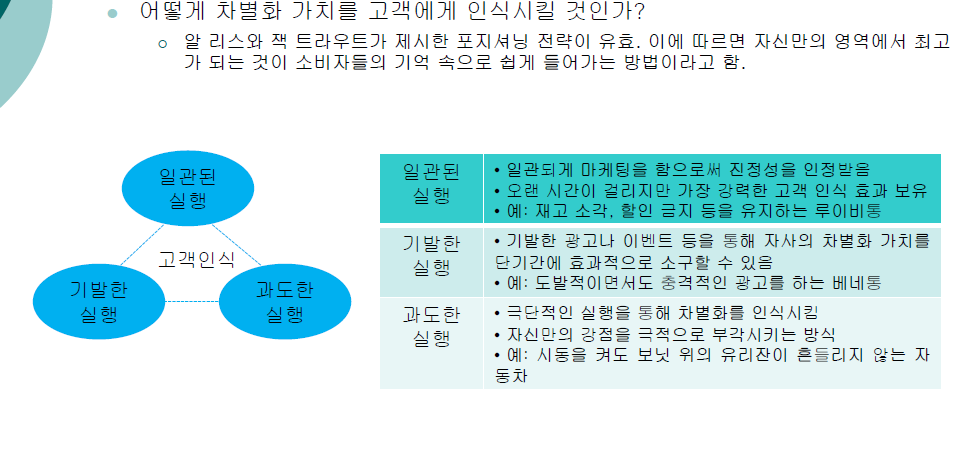 어떻게 차별화 가치를 고객에게 인식시킬 것인가?
알 리스와 잭 트라우트가 제시한 포지셔닝 전략이 유효. 이에 따르면 자신만의 영역에서 최고
가 되는 것이 소비자들의 기억 속으로 쉽게 들어가는 방법이라고 함.
일관된
실행
고객인식
기발한
실행
과도한
실행
일관된
실행
• 일관되게 마케팅을 함으로써 진정성을 인정받음
• 오랜 시간이 걸리지만 가장 강력한 고객 인식 효과 보유
• 예: 재고 소각, 할인 금지 등을 유지하는 루이비통
기발한
실행
• 기발한 광고나 이벤트 등을 통해 자사의 차별화 가치를
단기간에 효과적으로 소구할 수 있음
• 예: 도발적이면서도 충격적인 광고를 하는 베네통
과도한
실행
• 극단적인 실행을 통해 차별화를 인식시킴
• 자신만의 강점을 극적으로 부각시키는 방식
• 예: 시동을 켜도 보닛 위의 유리잔이 흔들리지 않는 자
동차